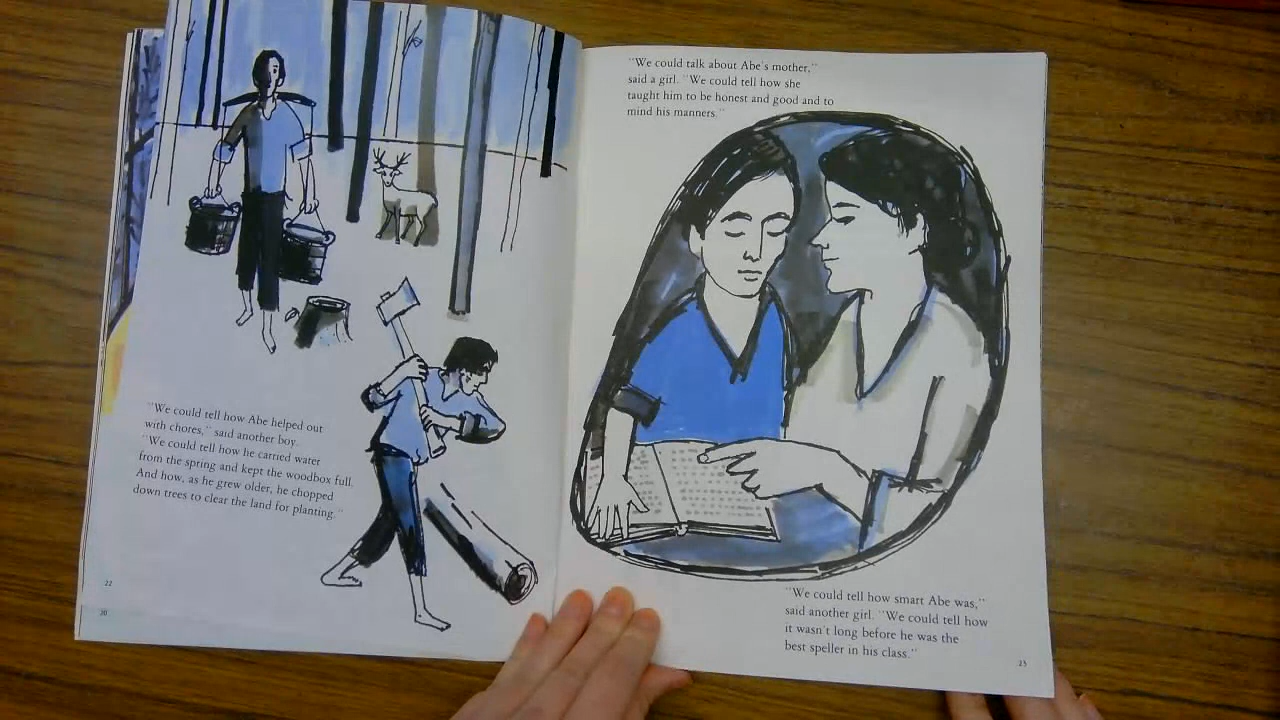 "We could tell how Abe helped out
with chores," said another boy.
"We could tell how he carried water
from the spring and kept the woodbox full.
And how, as he grew older, he chopped
down trees to clear the land for planting."
22
20
"We could talk about Abe's mother,"
said a girl. "We could tell how she
taught him to be honest and good and to
mind his manners."
"We could tell how smart Abe was,"
said another girl. "We could tell how
it wasn't long before he was the
best speller in his class."
23